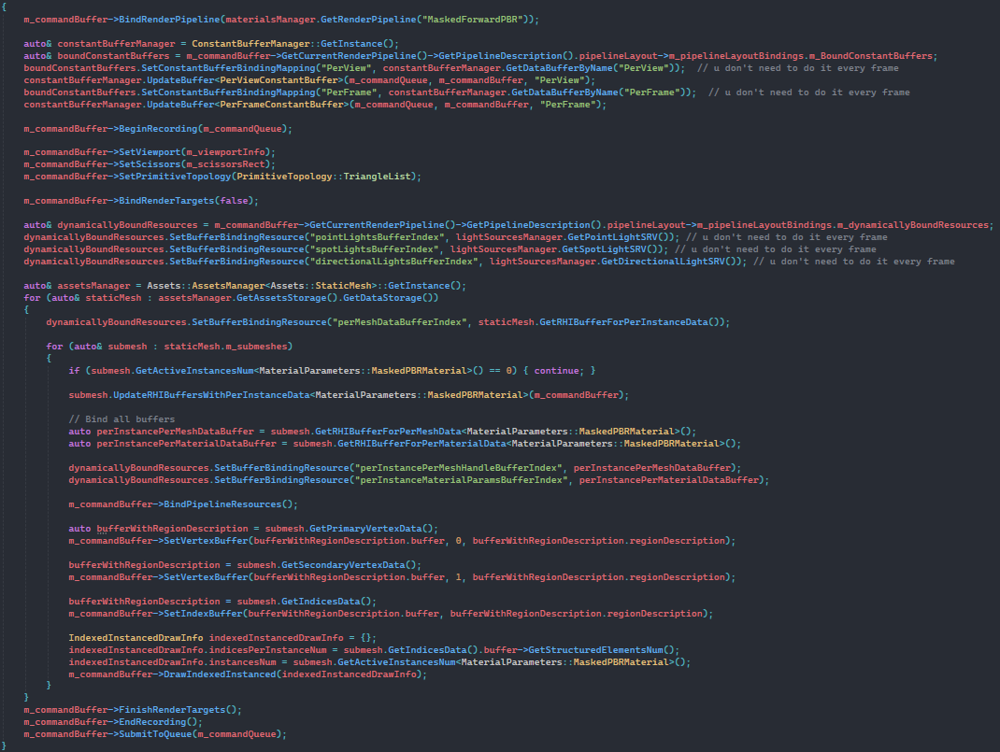 {
m_commandBuffer->BindRenderPipeline(materialsManager.GetRenderPipeline("MaskedForwardPBR"));
auto& constantBufferManager = ConstantBufferManager::GetInstance();
auto& boundConstantBuffers = m_commandBuffer->GetCurrentRenderPipeline()->GetPipelineDescription().pipelineLayout->m_pipelineLayoutBindings.m_BoundConstantBuffers;
boundConstantBuffers.SetConstantBufferBindingMapping("PerView", constantBufferManager.GetDataBufferByName("PerView"));  // u don't need to do it every frame
constantBufferManager.UpdateBuffer<PerViewConstantBuffer>(m_commandQueue, m_commandBuffer, "PerView");
boundConstantBuffers.SetConstantBufferBindingMapping("PerFrame", constantBufferManager.GetDataBufferByName("PerFrame"));  // u don't need to do it every frame
constantBufferManager.UpdateBuffer<PerFrameConstantBuffer>(m_commandQueue, m_commandBuffer, "PerFrame");
m_commandBuffer->BeginRecording(m_commandQueue);
m_commandBuffer->SetViewport(m_viewportInfo);
m_commandBuffer->SetScissors(m_scissorsRect);
m_commandBuffer->SetPrimitiveTopology(PrimitiveTopology::TriangleList);
m_commandBuffer->BindRenderTargets(false);
auto& dynamicallyBoundResources = m_commandBuffer->GetCurrentRenderPipeline()->GetPipelineDescription().pipelineLayout->m_pipelineLayoutBindings.m_dynamicallyBoundResources;
dynamicallyBoundResources.SetBufferBindingResource("pointLightsBufferIndex", lightSourcesManager.GetPointLightSRV()); // u don't need to do it every frame
dynamicallyBoundResources.SetBufferBindingResource("spotLightsBufferIndex", lightSourcesManager.GetSpotLightSRV()); // u don't need to do it every frame
dynamicallyBoundResources.SetBufferBindingResource("directionalLightsBufferIndex", lightSourcesManager.GetDirectionalLightSRV()); // u don't need to do it every frame
auto& assetsManager = Assets::AssetsManager<Assets::StaticMesh>::GetInstance();
for (auto& staticMesh : assetsManager.GetAssetsStorage().GetDataStorage())
{
dynamicallyBoundResources.SetBufferBindingResource("perMeshDataBufferIndex", staticMesh.GetRHIBufferForPerInstanceData());
for (auto& submesh : staticMesh.m_submeshes)
{
if (submesh.GetActiveInstancesNum<MaterialParameters::MaskedPBRMaterial>() == 0) { continue; }
submesh.UpdateRHIBuffersWithPerInstanceData<MaterialParameters::MaskedPBRMaterial>(m_commandBuffer);
// Bind all buffers
auto perInstancePerMeshDataBuffer = submesh.GetRHIBufferForPerMeshData<MaterialParameters::MaskedPBRMaterial>();
auto perInstancePerMaterialDataBuffer = submesh.GetRHIBufferForPerMaterialData<MaterialParameters::MaskedPBRMaterial>();
dynamicallyBoundResources.SetBufferBindingResource("perInstancePerMeshHandleBufferIndex", perInstancePerMeshDataBuffer);
dynamicallyBoundResources.SetBufferBindingResource("perInstanceMaterialParamsBufferIndex", perInstancePerMaterialDataBuffer);
m_commandBuffer->BindPipelineResources();
auto bufferWithRegionDescription = submesh.GetPrimaryVertexData();
m_commandBuffer->SetVertexBuffer(bufferWithRegionDescription.buffer, 0, bufferWithRegionDescription.regionDescription);
bufferWithRegionDescription = submesh.GetSecondaryVertexData();
m_commandBuffer->SetVertexBuffer(bufferWithRegionDescription.buffer, 1, bufferWithRegionDescription.regionDescription);
bufferWithRegionDescription = submesh.GetIndicesData();
m_commandBuffer->SetIndexBuffer(bufferWithRegionDescription.buffer, bufferWithRegionDescription.regionDescription);
IndexedInstancedDrawInfo indexedInstancedDrawInfo = {};
indexedInstancedDrawInfo.indicesPerInstanceNum = submesh.GetIndicesData().buffer->GetStructuredElementsNum();
indexedInstancedDrawInfo.instancesNum = submesh.GetActiveInstancesNum<MaterialParameters::MaskedPBRMaterial>();
m_commandBuffer->DrawIndexedInstanced(indexedInstancedDrawInfo);
}
}
m_commandBuffer->FinishRenderTargets();
m_commandBuffer->EndRecording();
m_commandBuffer->SubmitToQueue(m_commandQueue);
}